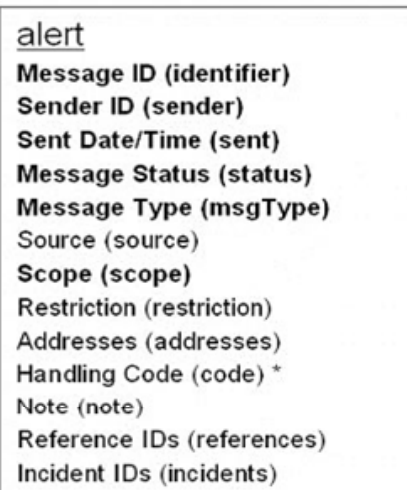 alert
Message ID (identifier)
Sender ID (sender)
Sent Date/Time (sent)
Message Status (status)
Message Type (msgType)
Source (source)
Scope (scope)
Restriction (restriction)
Addresses (addresses)
Handling Code (code) *
Note (note)
Reference IDs (references)
Incident IDs (incidents)